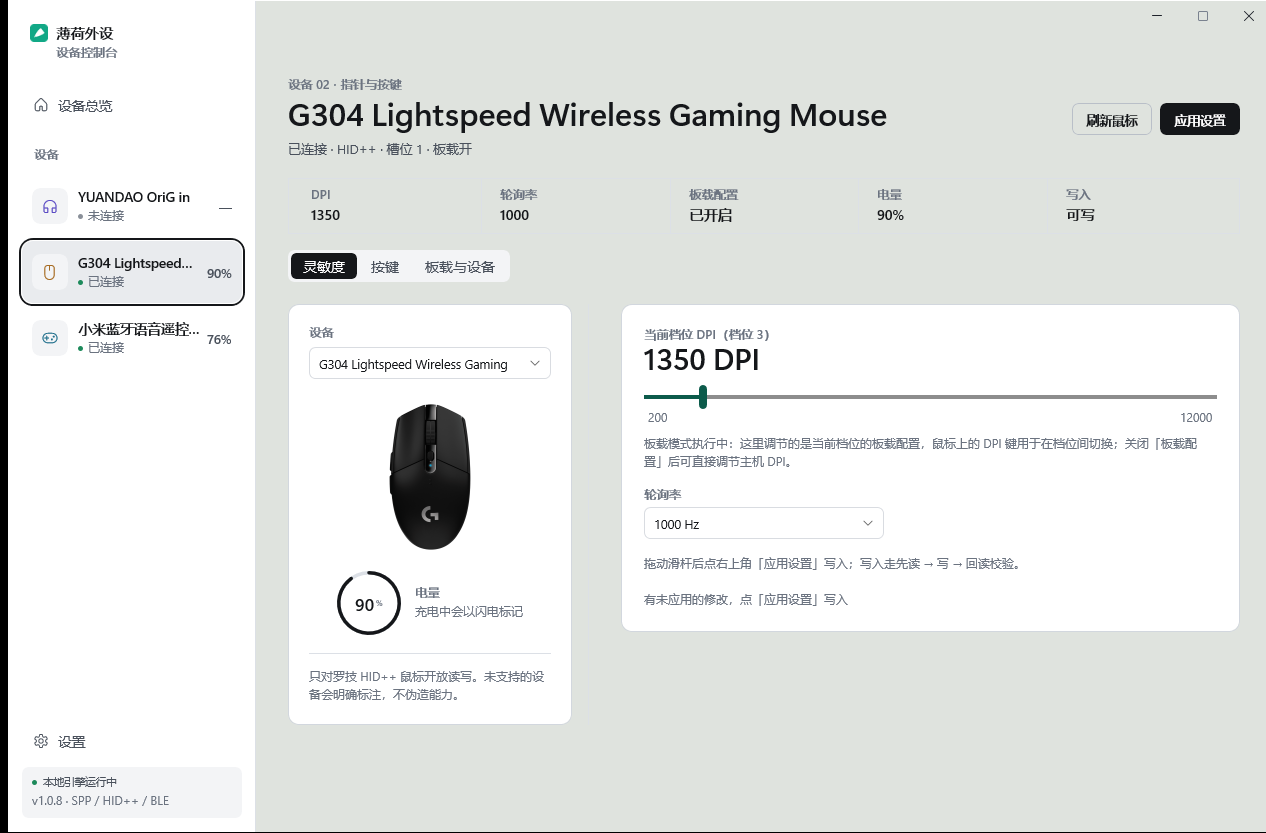 薄荷外设
设备控制台
设备总览
设备
YUANDAO OriG in
未连接
—
G304 Lightspeed...
已连接
90%
小米蓝牙语音遥控...
已连接
76%
设置
本地引擎运行中
v1.0.8 · SPP / HID++ / BLE
设备 02 · 指针与按键
G304 Lightspeed Wireless Gaming Mouse
已连接 · HID++ · 槽位 1 · 板载开
刷新鼠标
应用设置
DPI
1350
轮询率
1000
板载配置
已开启
电量
90%
写入
可写
灵敏度
按键
板载与设备
设备
G304 Lightspeed Wireless Gaming
G
90%
电量
充电中会以闪电标记
只对罗技 HID++ 鼠标开放读写。未支持的设
备会明确标注，不伪造能力。
当前档位 DPI（档位 3）
1350 DPI
200
12000
板载模式执行中：这里调节的是当前档位的板载配置，鼠标上的 DPI 键用于在档位间切换；关闭「板载配
置」后可直接调节主机 DPI。
轮询率
1000 Hz
拖动滑杆后点右上角「应用设置」写入；写入走先读 → 写 → 回读校验。
有未应用的修改，点「应用设置」写入